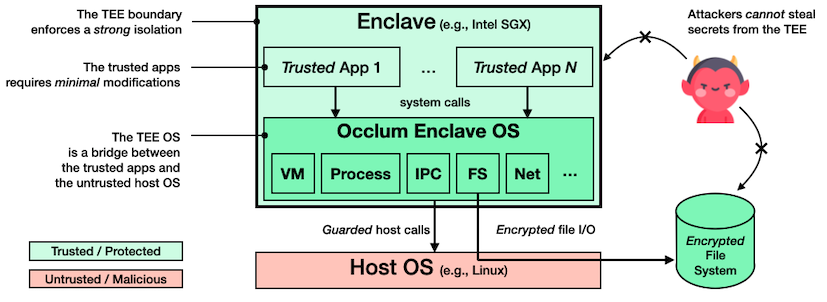 The TEE boundary
enforces a strong isolation
Enclave (e.g., Intel SGX)
Attackers cannot steal
secrets from the TEE
The trusted apps
requires minimal modifications
Trusted App 1
...
Trusted App N
system calls
The TEE OS
is a bridge between
the trusted apps and
the untrusted host OS
Occlum Enclave OS
VM
Process
IPC
FS
Net
...
Guarded host calls
Encrypted file I/O
Encrypted
File
System
Trusted / Protected
Untrusted / Malicious
Host OS (e.g., Linux)